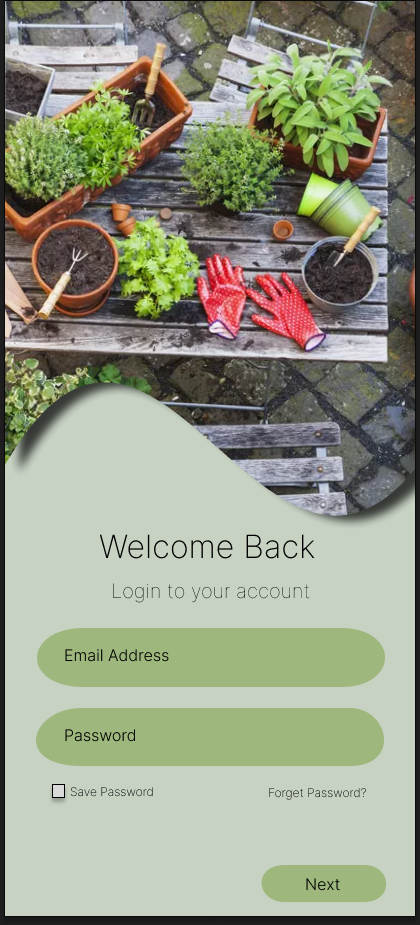 Welcome Back
Login to your account
Email Address
Password
Save Password
Forget Password?
Next